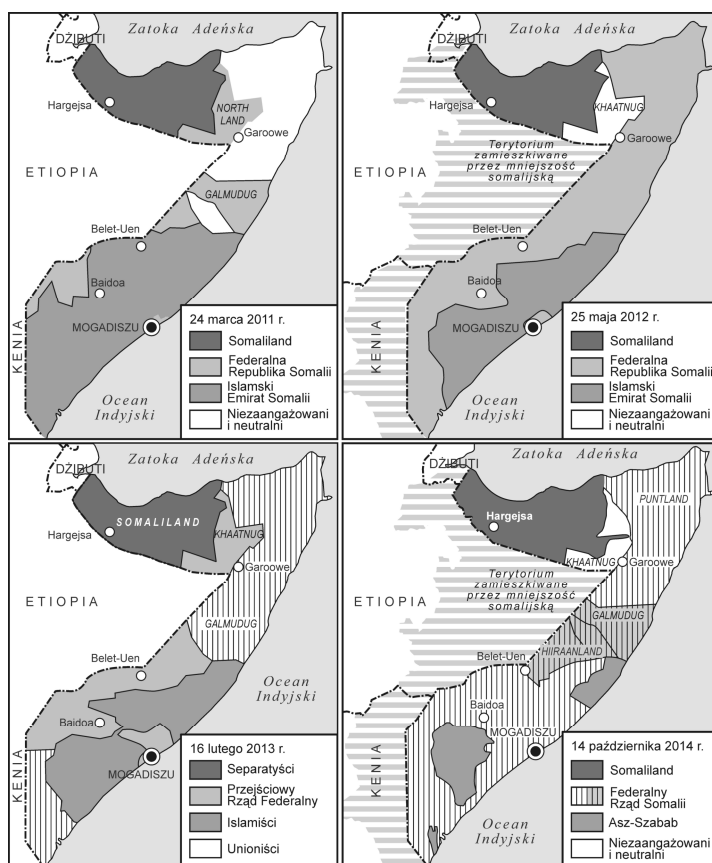 DŻIBUTI
Zatoka Adeńska
Hargejsa
NORTH
LAND
Garoowe
ETIOPIA
GALMUDUG
Belet-Uen
Baidoa
MOGADISZU
KENIA
Ocean
Indyjski
24 marca 2011 r.
Somaliland
Federalna
Republika Somalii
Islamski
Emirat Somalii
Niezaangażowani
i neutralni
DŻIBUTI
Zatoka Adeńska
Hargejsa
KHAATNUG
Garoowe
Terytorium
zamieszkiwane
przez mniejszość
somalijską
ETIOPIA
Belet-Uen
Baidoa
MOGADISZU
KENIA
Ocean
Indyjski
25 maja 2012 r.
Somaliland
Federalna
Republika Somalii
Islamski
Emirat Somalii
Niezaangażowani
i neutralni
DŻIBUTI
Zatoka Adeńska
SOMALILAND
Hargejsa
KHAATNUG
Garoowe
ETIOPIA
GALMUDUG
Belet-Uen
Ocean
Indyjski
Baidoa
MOGADISZU
KENIA
16 lutego 2013 r.
Separatyści
Przejściowy
Rząd Federalny
Islamiści
Unioniści
DŻIBUTI
Zatoka Adeńska
PUNTLAND
Hargejsa
KHAATNUG
Garoowe
Terytorium
zamieszkiwane
przez mniejszość
somalijską
ETIOPIA
GALMUDUG
HIIRAANLAND
Belet-Uen
Baidoa
MOGADISZU
KENIA
Ocean
Indyjski
14 października 2014 r.
Somaliland
Federalny
Rząd Somalii
Asz-Szabab
Niezaangażowani
i neutralni